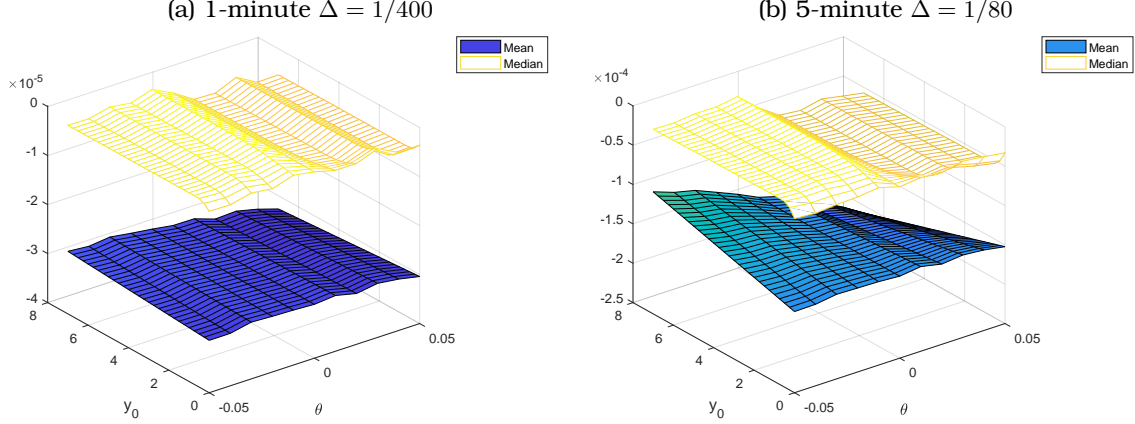 (a) 1-minute Δ = 1/400
Mean
Median
×10⁻⁵
0
-1
-2
-3
-4
8
6
4
2
0
y₀
-0.05
0
0.05
θ
(b) 5-minute Δ = 1/80
Mean
Median
×10⁻⁴
0
-0.5
-1
-1.5
-2
-2.5
8
6
4
2
0
y₀
-0.05
0
0.05
θ